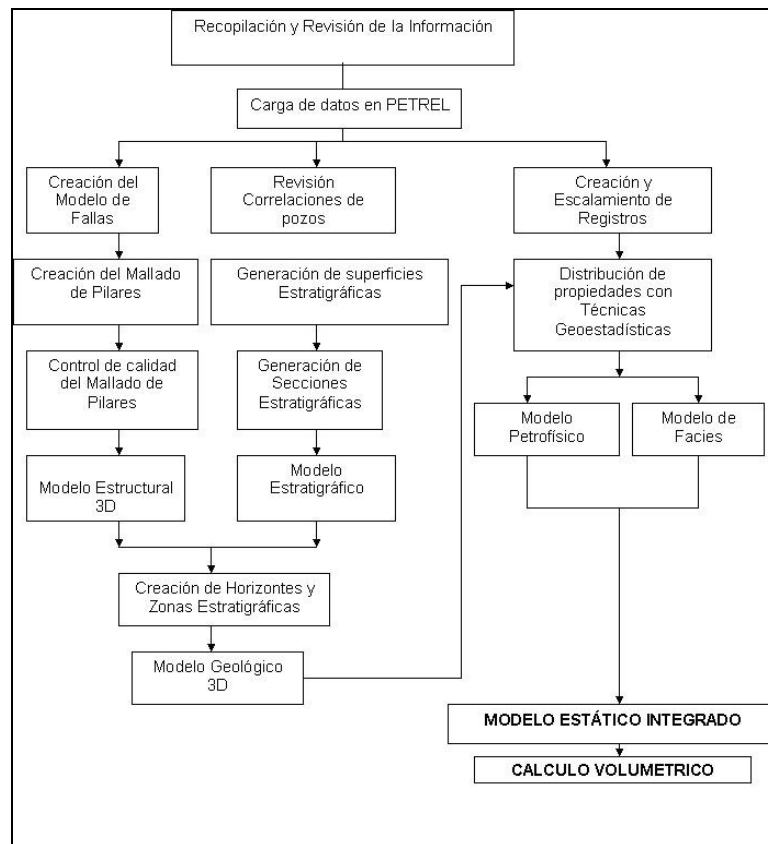 Recopilación y Revisión de la Información
Carga de datos en PETREL
Creación del
Modelo de
Fallas
Revisión
Correlaciones de
pozos
Creación y
Escalamiento de
Registros
Creación del Mallado
de Pilares
Generación de superficies
Estratigráficas
Distribución de
propiedades con
Técnicas
Geoestadísticas
Control de calidad
del Mallado de
Pilares
Generación de
Secciones
Estratigráficas
Modelo
Petrofísico
Modelo de
Facies
Modelo Estructural
3D
Modelo
Estratigráfico
Creación de Horizontes y
Zonas Estratigráficas
Modelo Geológico
3D
MODELO ESTÁTICO INTEGRADO
CALCULO VOLUMETRICO